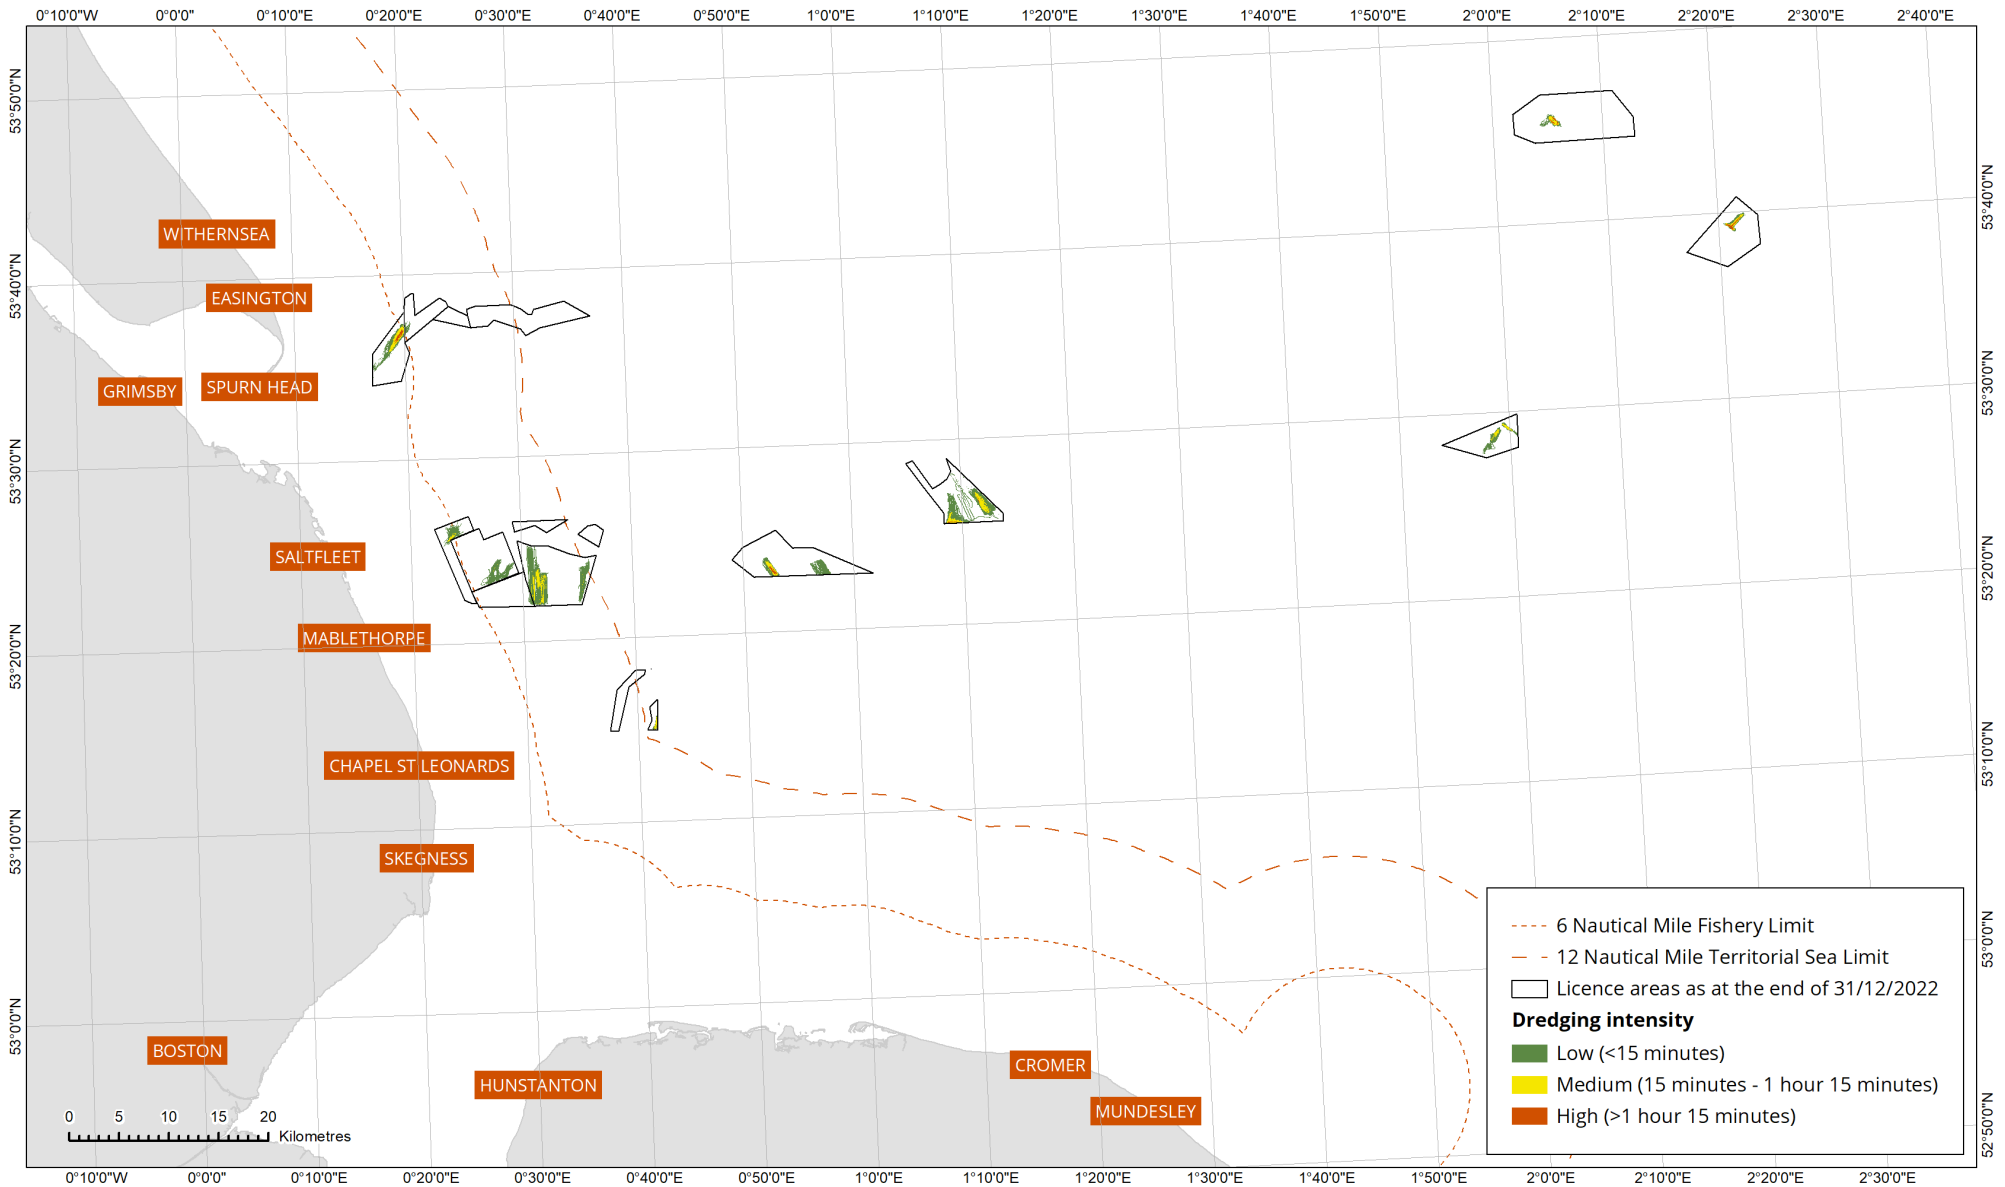 0°10'0"W 0°0'0" 0°10'0"E 0°20'0"E 0°30'0"E 0°40'0"E 0°50'0"E 1°0'0"E 1°10'0"E 1°20'0"E 1°30'0"E 1°40'0"E 1°50'0"E 2°0'0"E 2°10'0"E 2°20'0"E 2°30'0"E 2°40'0"E
53°50'0"N
53°40'0"N
53°30'0"N
53°20'0"N
53°10'0"N
53°0'0"N
53°40'0"N
53°30'0"N
53°20'0"N
53°10'0"N
53°0'0"N
52°50'0"N
WITHERNSEA
EASINGTON
SPURN HEAD
GRIMSBY
SALTFLEET
MABLETHORPE
CHAPEL ST LEONARDS
SKEGNESS
BOSTON
HUNSTANTON
CROMER
MUNDESLEY
0 5 10 15 20
Kilometres
6 Nautical Mile Fishery Limit
12 Nautical Mile Territorial Sea Limit
Licence areas as at the end of 31/12/2022
Dredging intensity
Low (<15 minutes)
Medium (15 minutes - 1 hour 15 minutes)
High (>1 hour 15 minutes)
0°10'0"W 0°0'0" 0°10'0"E 0°20'0"E 0°30'0"E 0°40'0"E 0°50'0"E 1°0'0"E 1°10'0"E 1°20'0"E 1°30'0"E 1°40'0"E 1°50'0"E 2°0'0"E 2°10'0"E 2°20'0"E 2°30'0"E